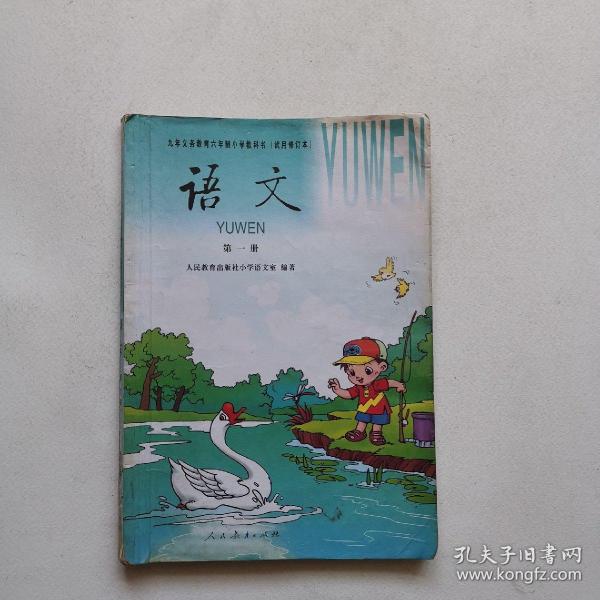 九年义务教育六年制小学教科书（试用修订本）
YUWEN
语文
YUWEN
第一册
人民教育出版社小学语文室 编著
人民教育出版社
孔夫子旧书网
www.kongfz.com